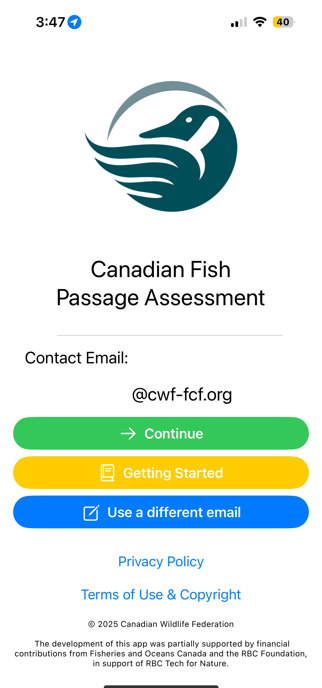 3:47
40
Canadian Fish
Passage Assessment
Contact Email:
@cwf-fcf.org
Continue
Getting Started
Use a different email
Privacy Policy
Terms of Use & Copyright
© 2025 Canadian Wildlife Federation
The development of this app was partially supported by financial
contributions from Fisheries and Oceans Canada and the RBC Foundation,
in support of RBC Tech for Nature.